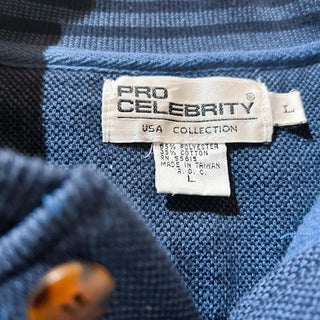 PRO
CELEBRITY®
USA COLLECTION
L
65% POLYESTER
35% COTTON
RN 55815
MADE IN TAIWAN
R. O. C.
L